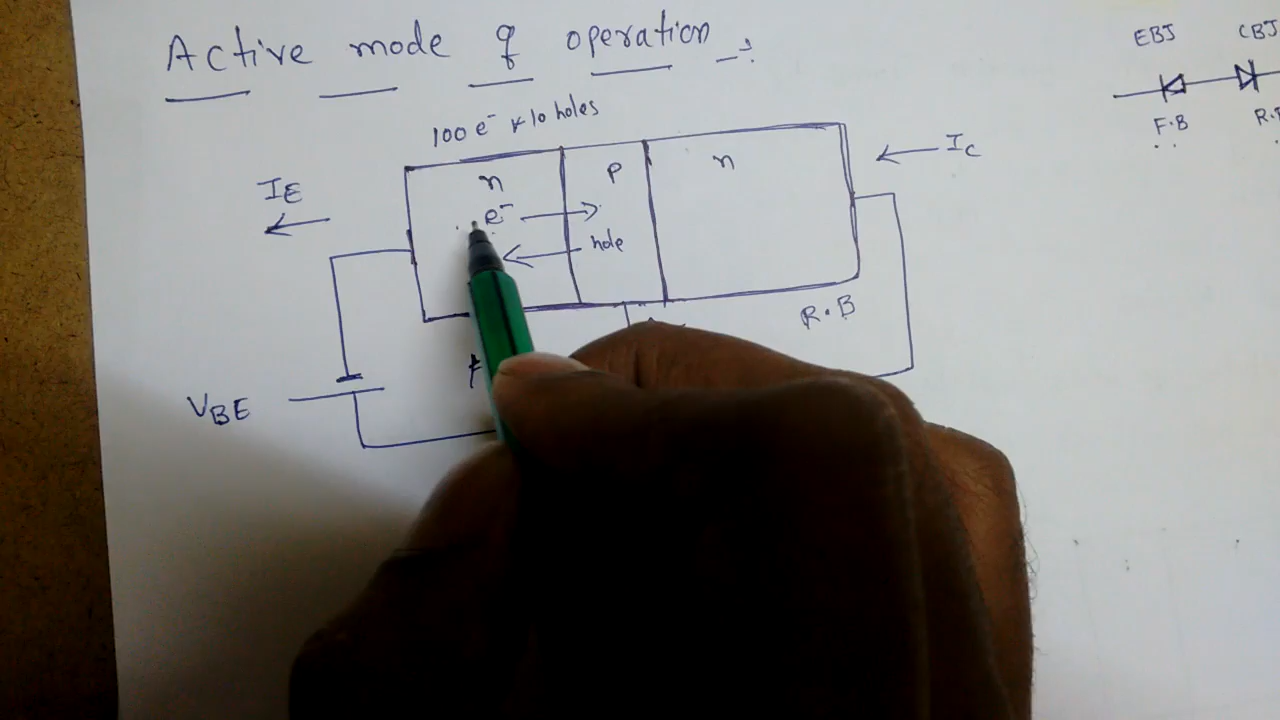 Active mode of operation :
EBJ CBJ
F.B R.B
100 e⁻ + 10 holes
n p n
IE IC
e⁻
hole
R.B
F
VBE